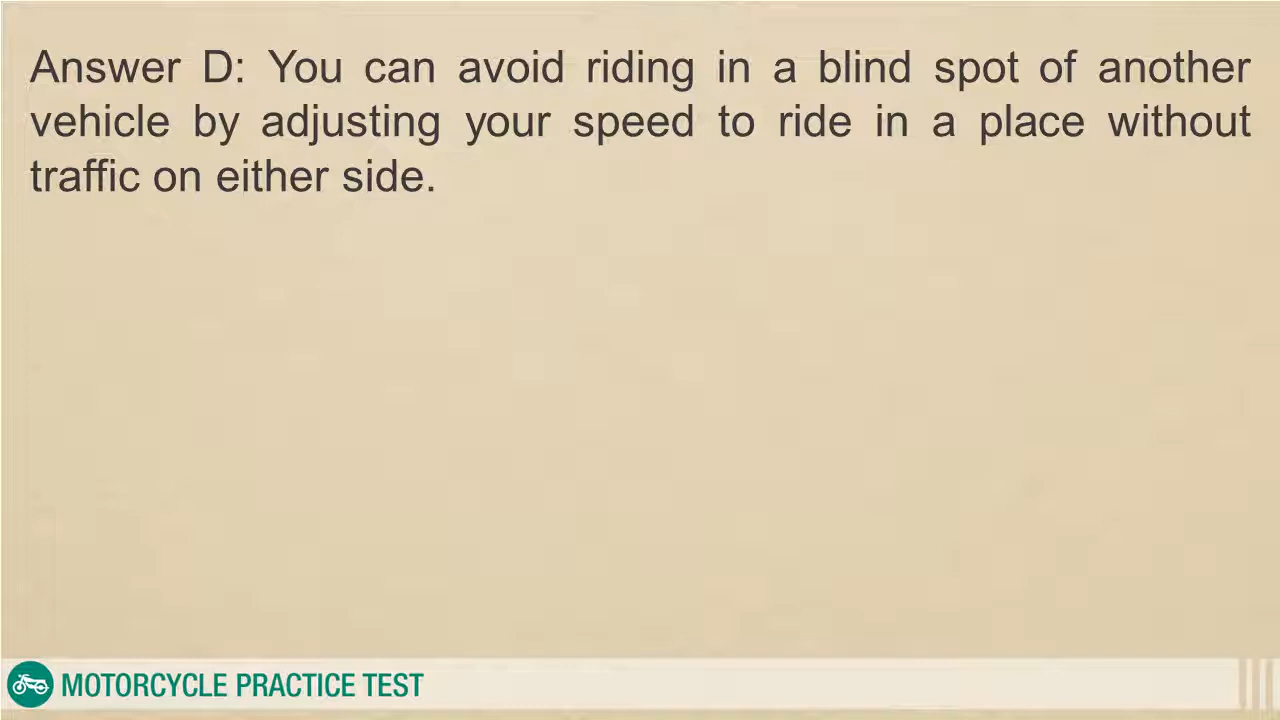 Answer D: You can avoid riding in a blind spot of another
vehicle by adjusting your speed to ride in a place without
traffic on either side.
MOTORCYCLE PRACTICE TEST